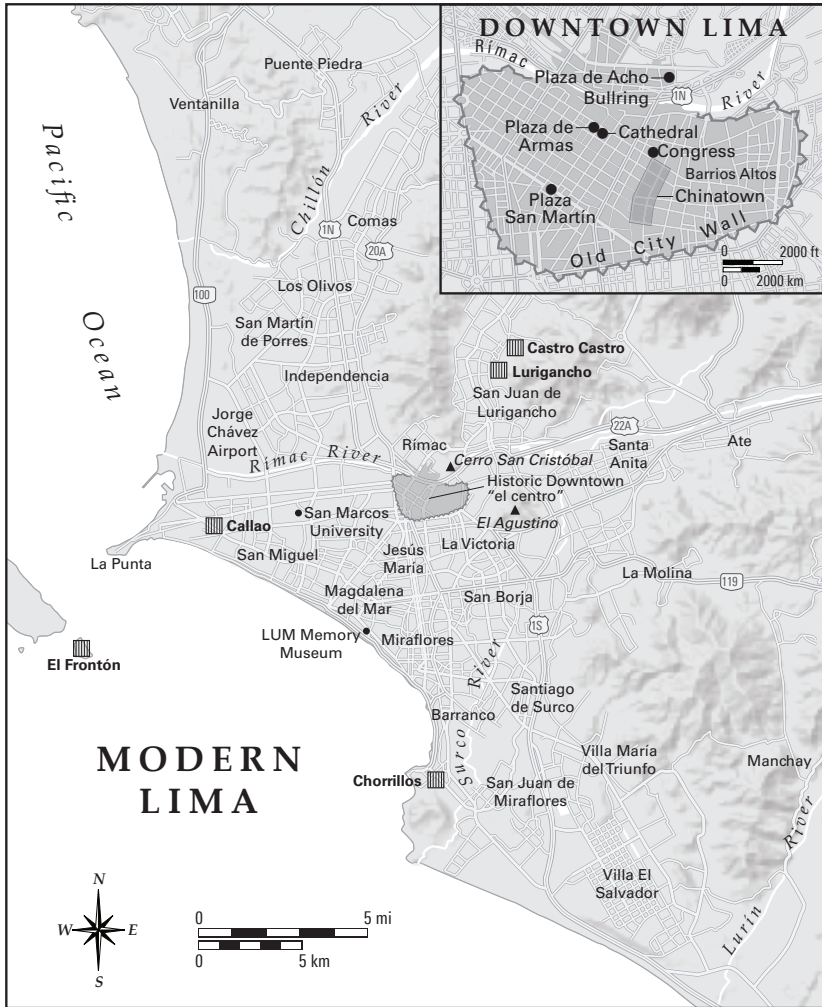 DOWNTOWN LIMA
Rímac
River
Plaza de Acho
Bullring
1N
Plaza de
Armas
Cathedral
Congress
Barrios Altos
Chinatown
Plaza
San Martín
Old City Wall
0 2000 ft
0 2000 km
Puente Piedra
Ventanilla
Pacific
Ocean
Chillón
River
1N
Comas
20A
100
Los Olivos
San Martín
de Porres
Independencia
Castro Castro
Lurigancho
San Juan de
Lurigancho
22A
Jorge
Chávez
Airport
Rímac River
Rímac
Cerro San Cristóbal
Santa
Anita
Ate
Historic Downtown
"el centro"
El Agustino
Callao
San Marcos
University
La Punta
San Miguel
Jesús
María
La Victoria
La Molina
119
Magdalena
del Mar
San Borja
1S
LUM Memory
Museum
Miraflores
El Frontón
Surco
River
Santiago
de Surco
Barranco
MODERN
LIMA
Villa María
del Triunfo
Manchay
Chorrillos
San Juan de
Miraflores
Villa El
Salvador
Lurín
River
N
W
E
S
0 5 mi
0 5 km